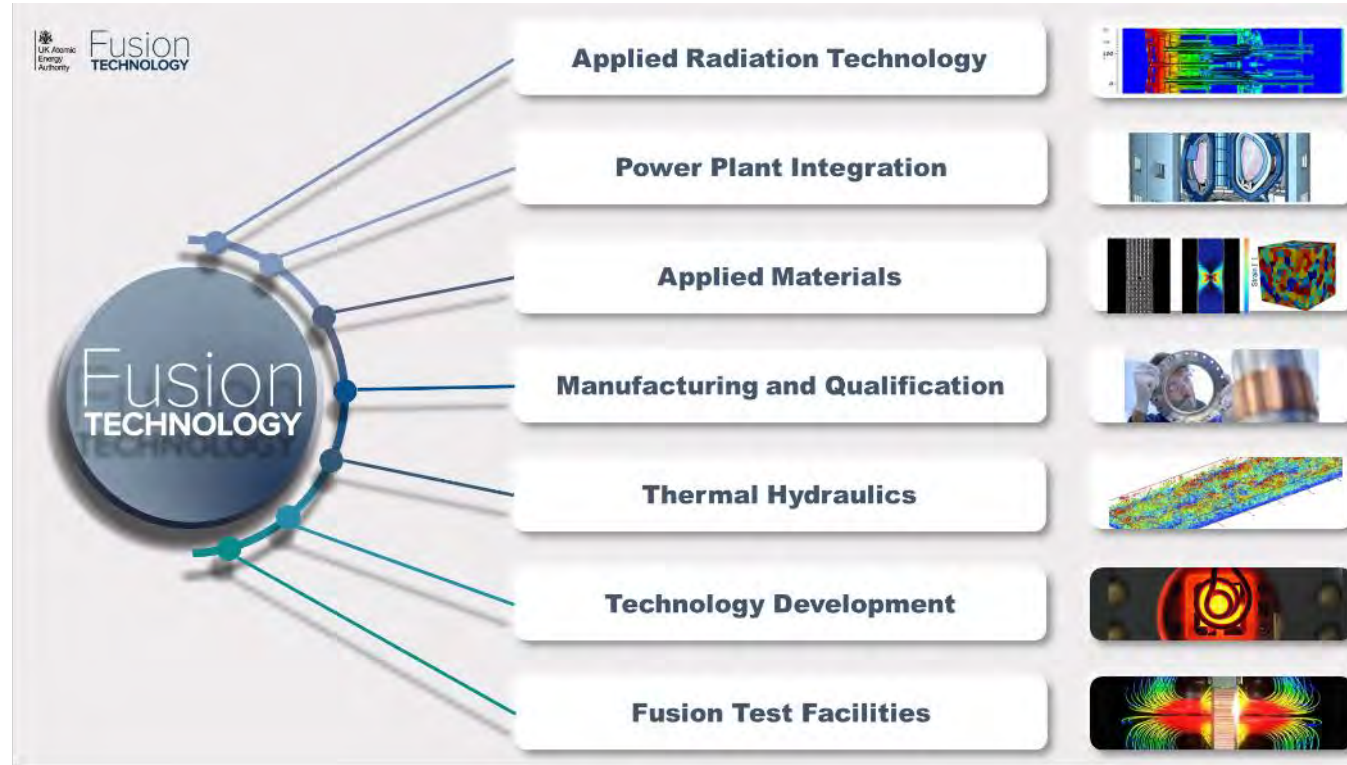 UK Atomic
Energy
Authority
Fusion
TECHNOLOGY
Applied Radiation Technology
Power Plant Integration
Applied Materials
Manufacturing and Qualification
Thermal Hydraulics
Technology Development
Fusion Test Facilities
Fusion
TECHNOLOGY
Strain